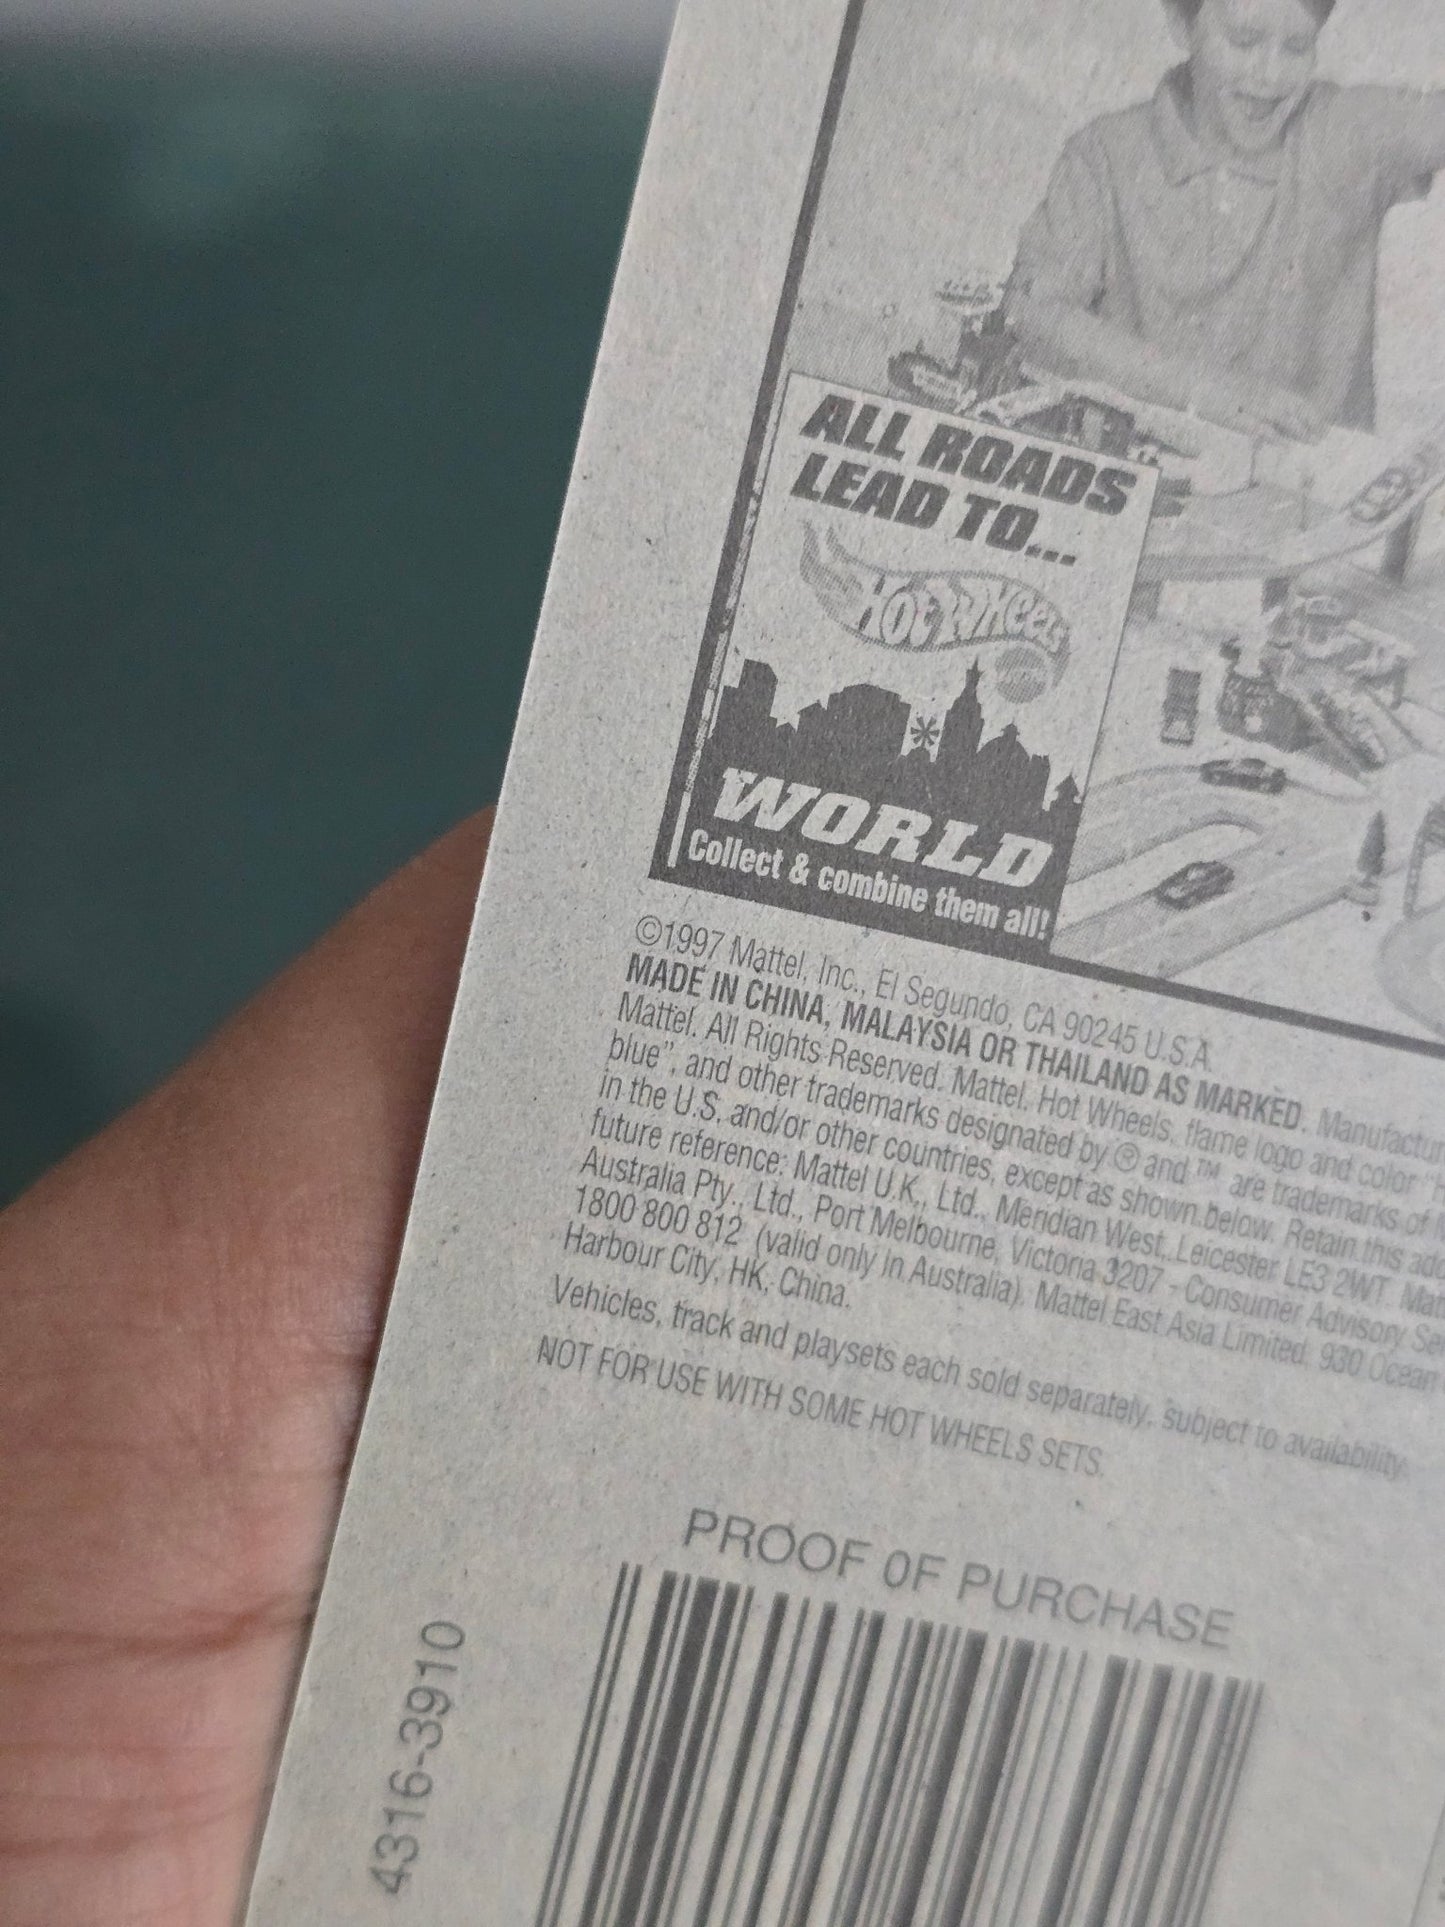 ALL ROADS
LEAD TO...
HOT WHEELS
*
WORLD
Collect & combine them all!
©1997 Mattel, Inc., El Segundo, CA 90245 U.S.A.
MADE IN CHINA, MALAYSIA OR THAILAND AS MARKED. Manufactur
Mattel. All Rights Reserved. Mattel, Hot Wheels, flame logo and color "H
blue", and other trademarks designated by ® and ™ are trademarks of
in the U.S. and/or other countries, except as shown below. Retain this add
future reference: Mattel U.K., Ltd., Meridian West, Leicester LE3 2WT. Matt
Australia Pty., Ltd., Port Melbourne, Victoria 3207 - Consumer Advisory Se
1800 800 812 (valid only in Australia). Mattel East Asia Limited, 930 Ocean
Harbour City, HK, China.
Vehicles, track and playsets each sold separately, subject to availability.
NOT FOR USE WITH SOME HOT WHEELS SETS.
PROOF OF PURCHASE
4316-3910